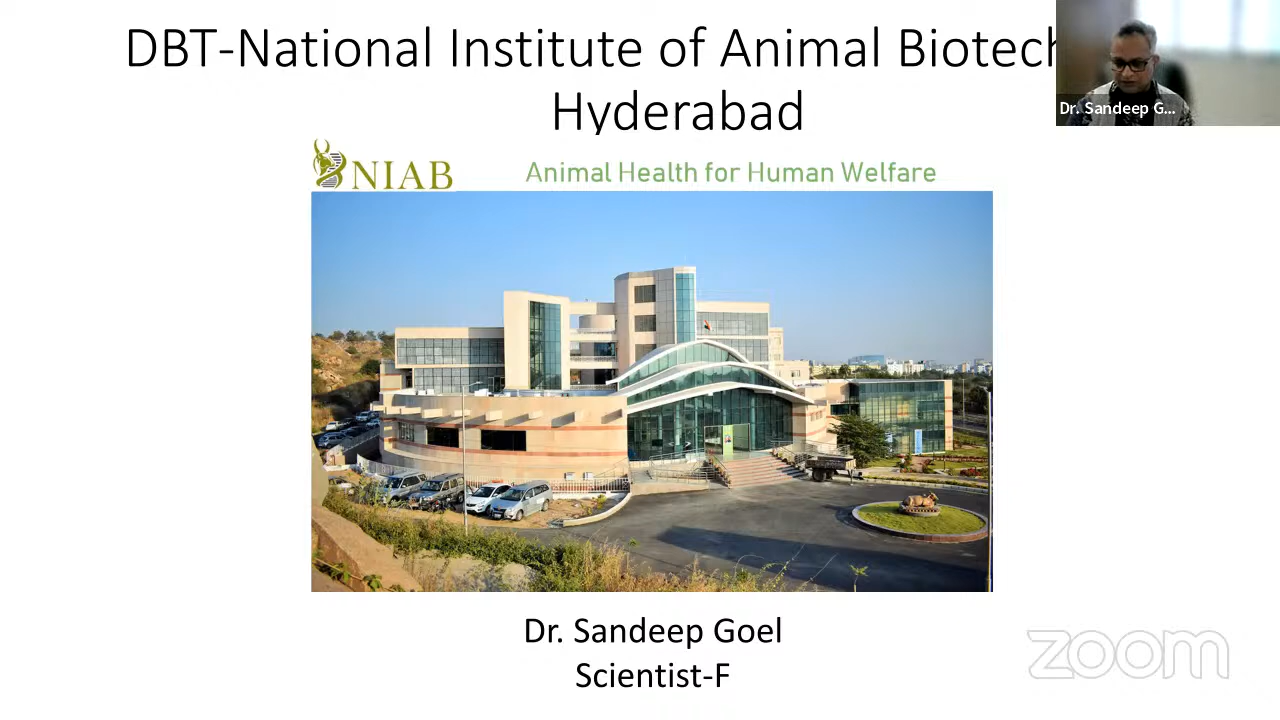 DBT-National Institute of Animal Biotech
Hyderabad
Dr. Sandeep G...
NIAB
Animal Health for Human Welfare
Dr. Sandeep Goel
Scientist-F
zoom